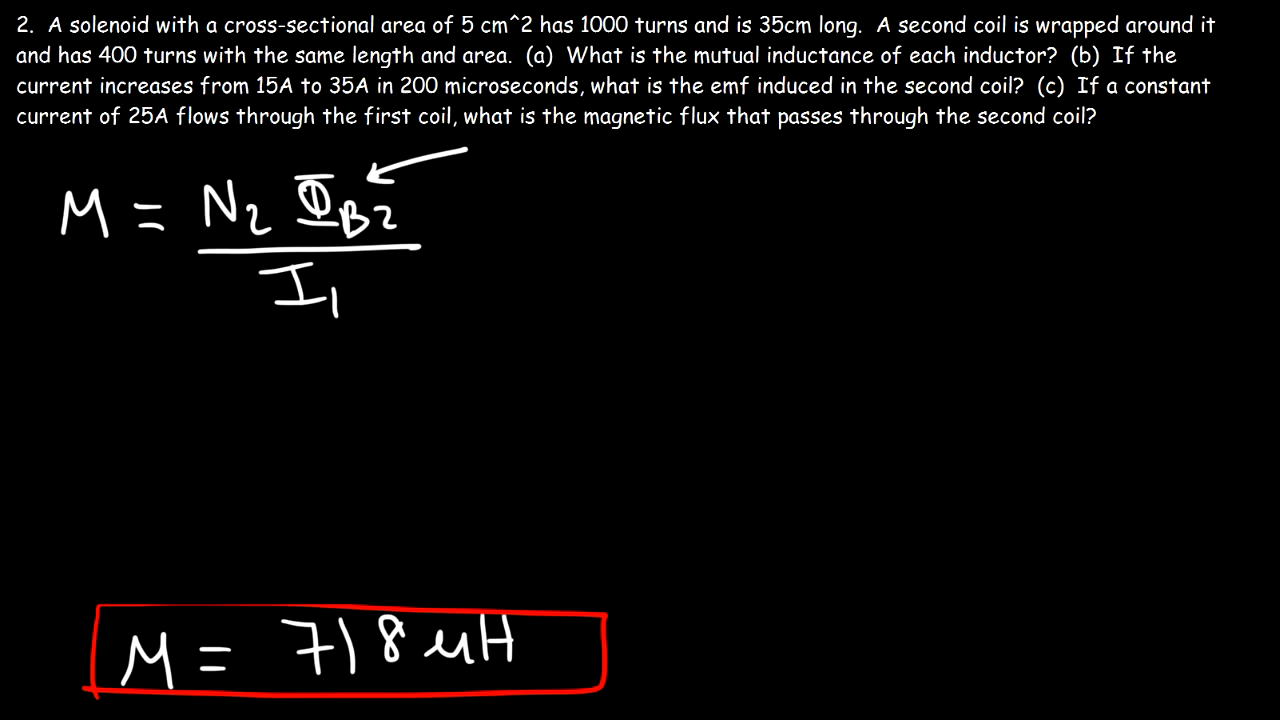 2. A solenoid with a cross-sectional area of 5 cm^2 has 1000 turns and is 35cm long. A second coil is wrapped around it
and has 400 turns with the same length and area. (a) What is the mutual inductance of each inductor? (b) If the
current increases from 15A to 35A in 200 microseconds, what is the emf induced in the second coil? (c) If a constant
current of 25A flows through the first coil, what is the magnetic flux that passes through the second coil?
M = N₂ Φ_B2
I₁
M = 718 μH